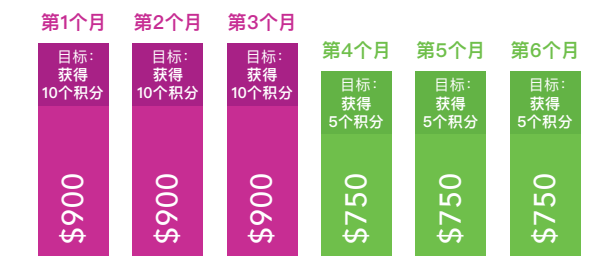 第1个月
目标：
获得
10个积分
$900
第2个月
目标：
获得
10个积分
$900
第3个月
目标：
获得
10个积分
$900
第4个月
目标：
获得
5个积分
$750
第5个月
目标：
获得
5个积分
$750
第6个月
目标：
获得
5个积分
$750